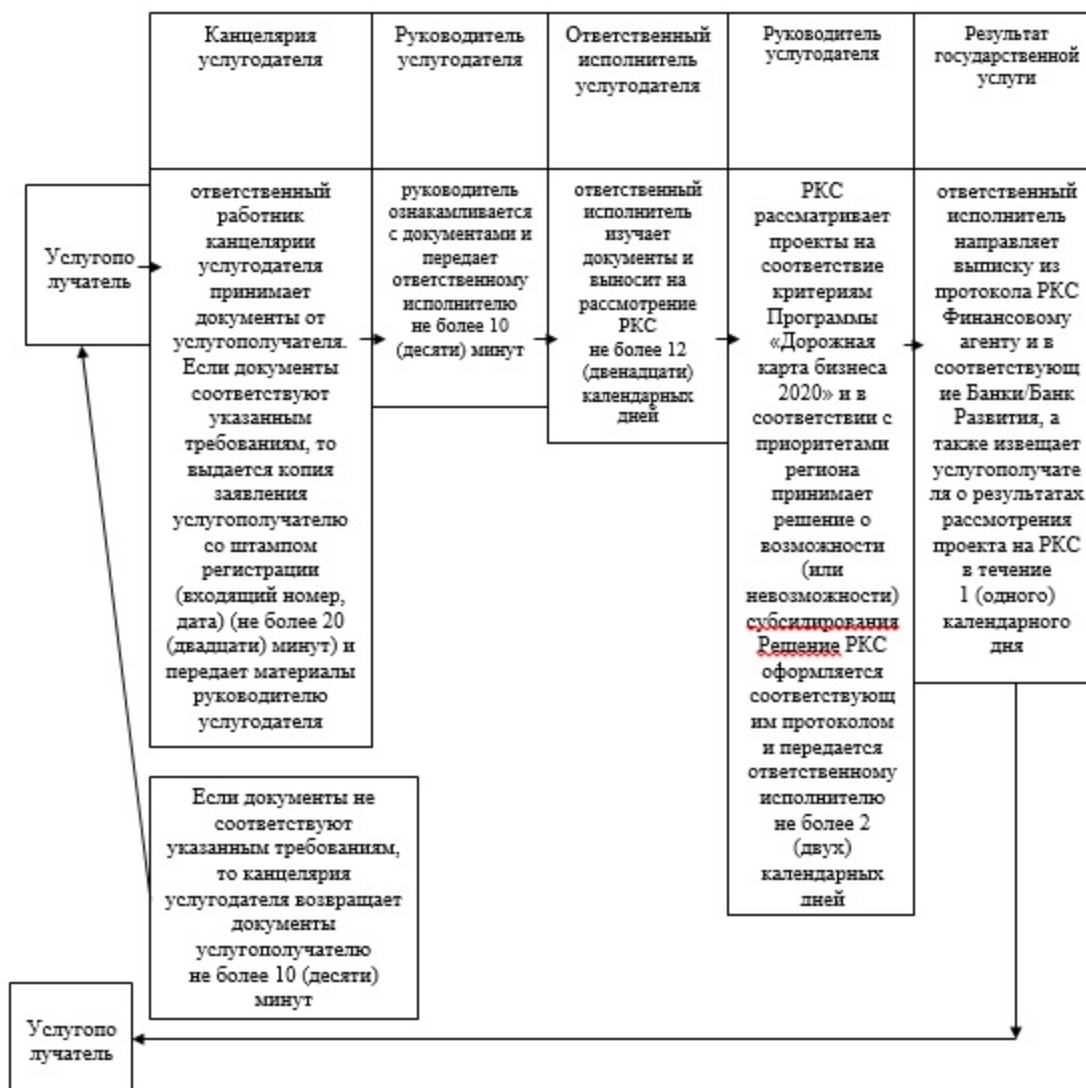 Канцелярия
услугодателя
Руководитель
услугодателя
Ответственный
исполнитель
услугодателя
Руководитель
услугодателя
Результат
государственной
услуги
Услугопо
лучатель
ответственный
работник
канцелярии
услугодателя
принимает
документы от
услугополучателя.
Если документы
соответствуют
указанным
требованиям, то
выдается копия
заявления
услугополучателю
со штампом
регистрации
(входящий номер,
дата) (не более 20
(двадцати) минут) и
передает материалы
руководителю
услугодателя
руководитель
ознакамливается
с документами и
передает
ответственному
исполнителю
не более 10
(десяти) минут
ответственный
исполнитель
изучает
документы и
выносит на
рассмотрение
РКС
не более 12
(двенадцати)
календарных
дней
РКС
рассматривает
проекты на
соответствие
критериям
Программы
«Дорожная
карта бизнеса
2020» и в
соответствии с
приоритетами
региона
принимает
решение о
возможности
(или
невозможности)
субсилирования
Решение РКС
оформляется
соответствующ
им протоколом
и передается
ответственному
исполнителю
не более 2
(двух)
календарных
дней
ответственный
исполнитель
направляет
выписку из
протокола РКС
Финансовому
агенту и в
соответствующ
ие Банки/Банк
Развития, а
также извещает
услугополучате
ля о результатах
рассмотрения
проекта на РКС
в течение
1 (одного)
календарного
дня
Если документы не
соответствуют
указанным требованиям,
то канцелярия
услугодателя возвращает
документы
услугополучателю
не более 10 (десяти)
минут
Услугопо
лучатель